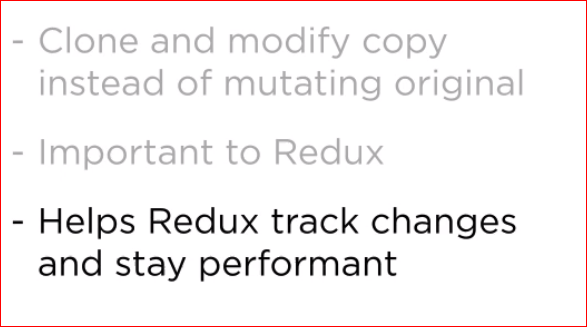 - Clone and modify copy
instead of mutating original
- Important to Redux
- Helps Redux track changes
and stay performant